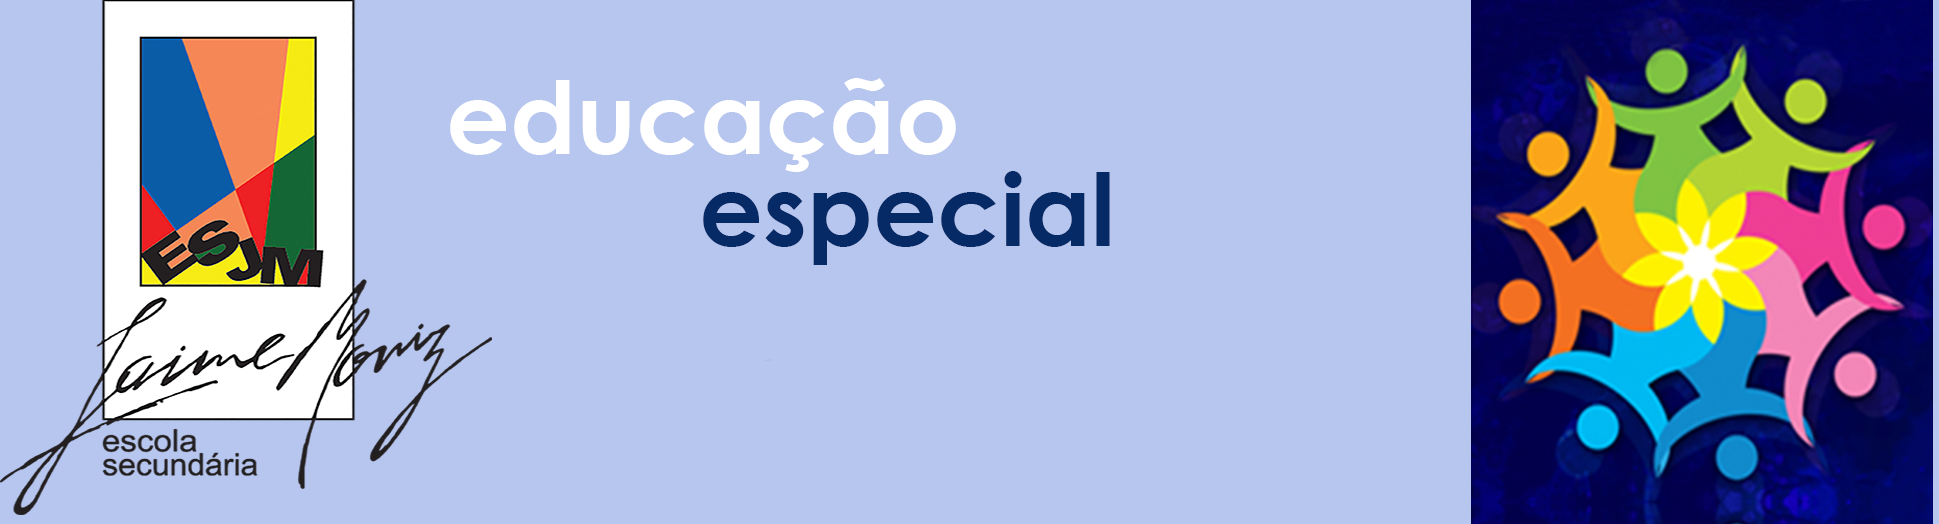 ESJM
Jaime Moniz
escola
secundária
educação
especial